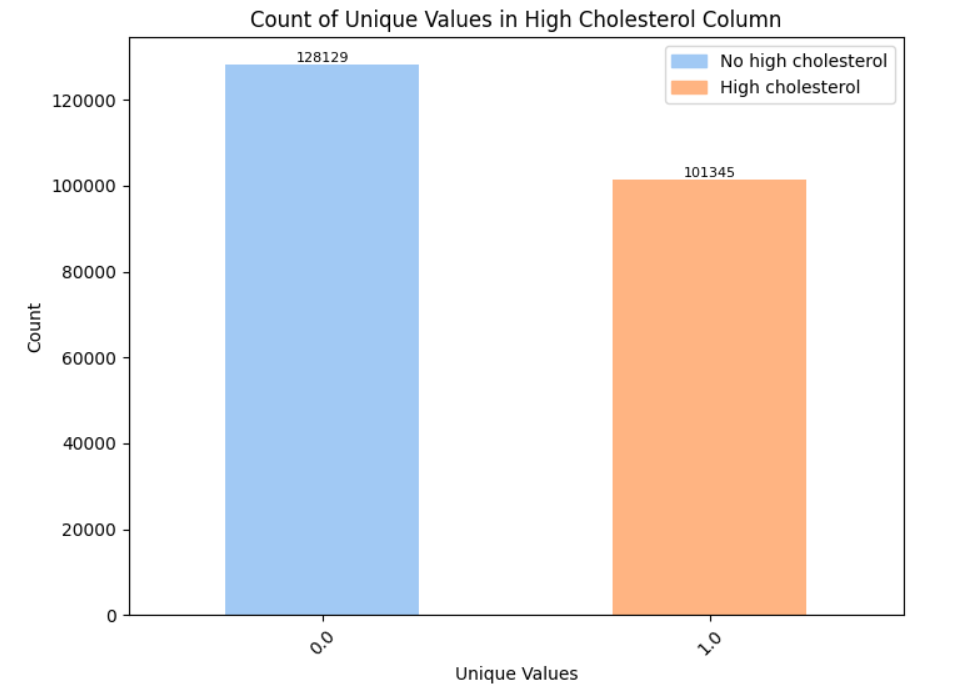 Count of Unique Values in High Cholesterol Column
128129
No high cholesterol
High cholesterol
120000
101345
100000
80000
60000
40000
20000
0
Count
0.0
1.0
Unique Values